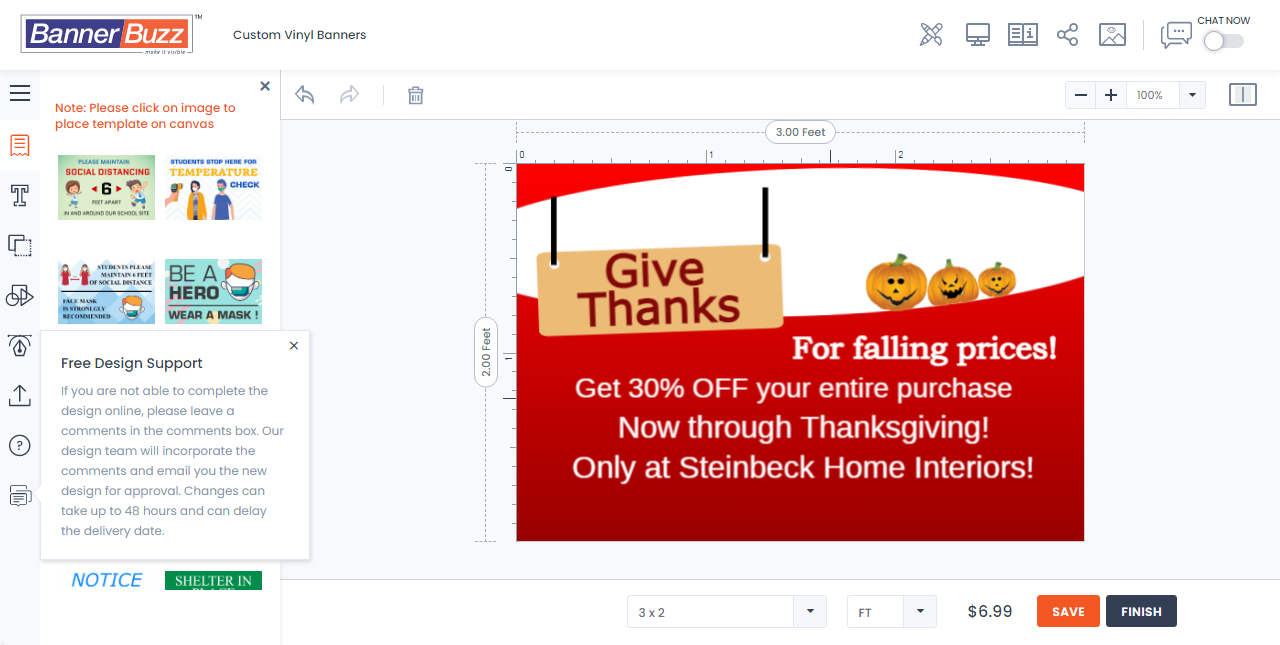 BannerBuzz™
make it visible
Custom Vinyl Banners
CHAT NOW
Note: Please click on image to
place template on canvas
PLEASE MAINTAIN
SOCIAL DISTANCING
6
FEET APART
IN AND AROUND OUR SCHOOL SITE
STUDENTS STOP HERE FOR
TEMPERATURE
CHECK
STUDENTS PLEASE
MAINTAIN 6 FEET
OF SOCIAL DISTANCE
FACE MASK
IS STRONLGLY
RECOMMENDED
BE A
HERO
WEAR A MASK !
Free Design Support
If you are not able to complete the
design online, please leave a
comments in the comments box. Our
design team will incorporate the
comments and email you the new
design for approval. Changes can
take up to 48 hours and can delay
the delivery date.
NOTICE
SHELTER IN
PLACE
100%
3.00 Feet
0
1
2
0
1
2.00 Feet
Give
Thanks
For falling prices!
Get 30% OFF your entire purchase
Now through Thanksgiving!
Only at Steinbeck Home Interiors!
3 x 2
FT
$6.99
SAVE
FINISH